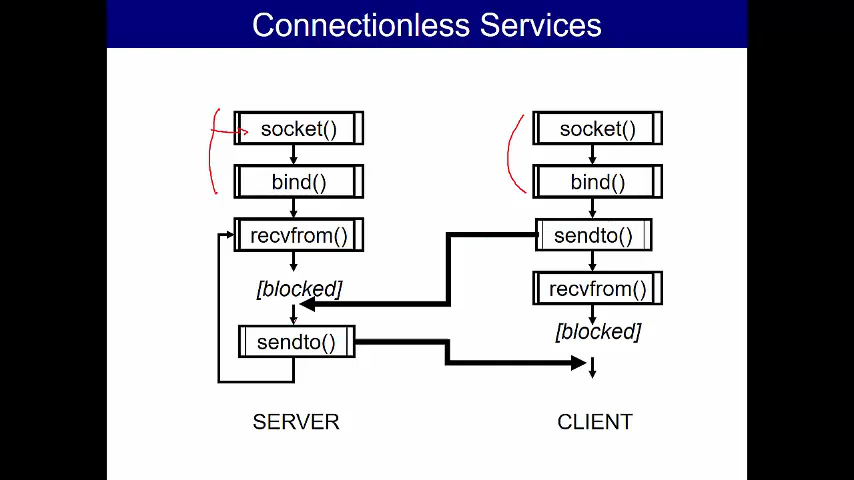 Connectionless Services
socket()
bind()
recvfrom()
[blocked]
sendto()
SERVER
socket()
bind()
sendto()
recvfrom()
[blocked]
CLIENT